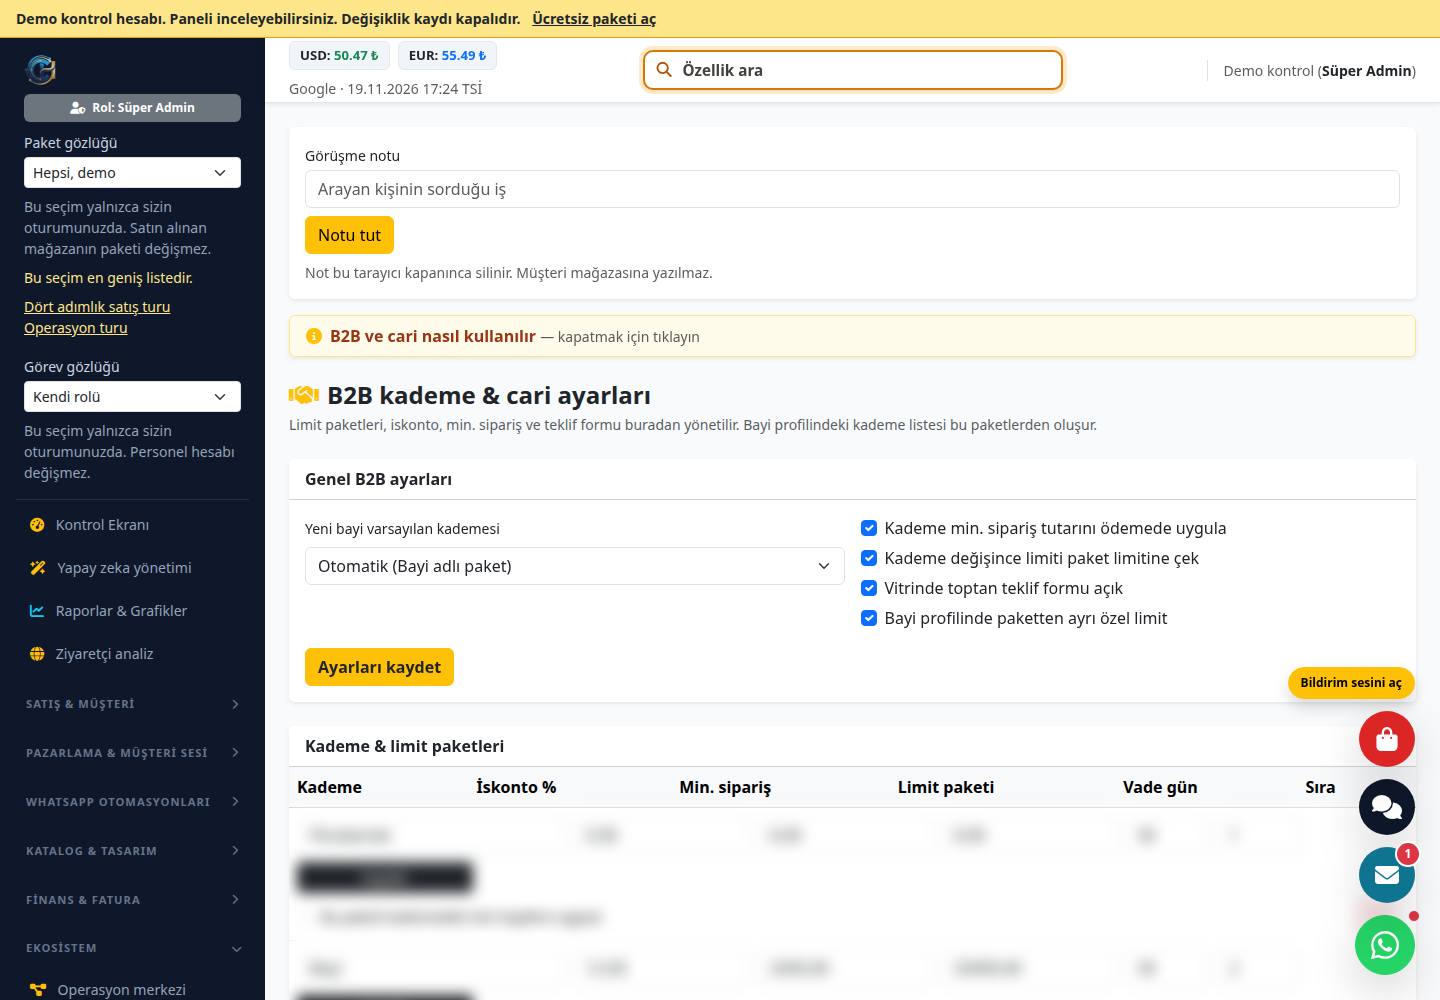 Demo kontrol hesabı. Paneli inceleyebilirsiniz. Değişiklik kaydı kapalıdır. Ücretsiz paketi aç
USD: 50.47 ₺ EUR: 55.49 ₺
Google · 19.11.2026 17:24 TSİ
Özellik ara
Demo kontrol (Süper Admin)
Rol: Süper Admin
Paket gözlüğü
Hepsi, demo
Bu seçim yalnızca sizin
oturumunuzda. Satın alınan
mağazanın paketi değişmez.
Bu seçim en geniş listedir.
Dört adımlık satış turu
Operasyon turu
Görev gözlüğü
Kendi rolü
Bu seçim yalnızca sizin
oturumunuzda. Personel hesabı
değişmez.
Kontrol Ekranı
Yapay zeka yönetimi
Raporlar & Grafikler
Ziyaretçi analiz
SATIŞ & MÜŞTERİ
PAZARLAMA & MÜŞTERİ SESİ
WHATSAPP OTOMASYONLARI
KATALOG & TASARIM
FİNANS & FATURA
EKOSİSTEM
Operasyon merkezi
Görüşme notu
Arayan kişinin sorduğu iş
Notu tut
Not bu tarayıcı kapanınca silinir. Müşteri mağazasına yazılmaz.
B2B ve cari nasıl kullanılır — kapatmak için tıklayın
B2B kademe & cari ayarları
Limit paketleri, iskonto, min. sipariş ve teklif formu buradan yönetilir. Bayi profilindeki kademe listesi bu paketlerden oluşur.
Genel B2B ayarları
Yeni bayi varsayılan kademesi
Otomatik (Bayi adlı paket)
Kademe min. sipariş tutarını ödemede uygula
Kademe değişince limiti paket limitine çek
Vitrinde toptan teklif formu açık
Bayi profilinde paketten ayrı özel limit
Ayarları kaydet
Bildirim sesini aç
Kademe & limit paketleri
Kademe İskonto % Min. sipariş Limit paketi Vade gün Sıra
1